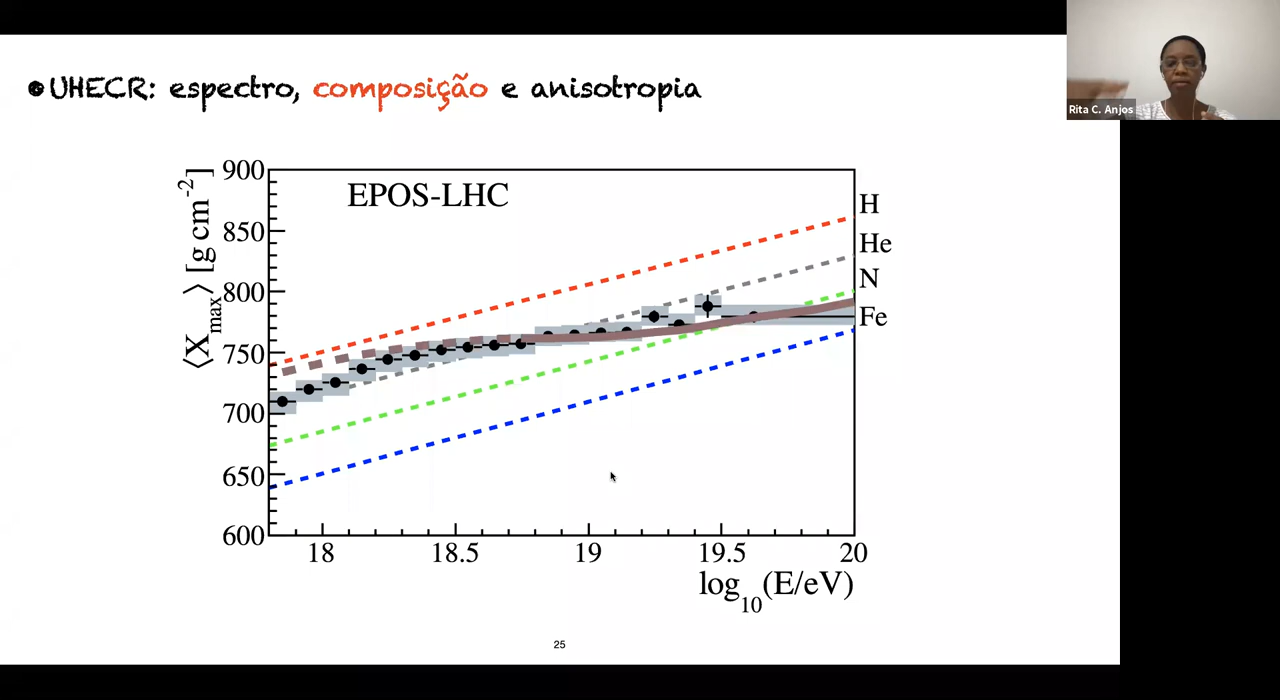 •UHECR: espectro, composição e anisotropia
Rita C. Anjos
EPOS-LHC
⟨X_max⟩ [g cm⁻²]
900
850
800
750
700
650
600
H
He
N
Fe
18
18.5
19
19.5
20
log₁₀(E/eV)
25